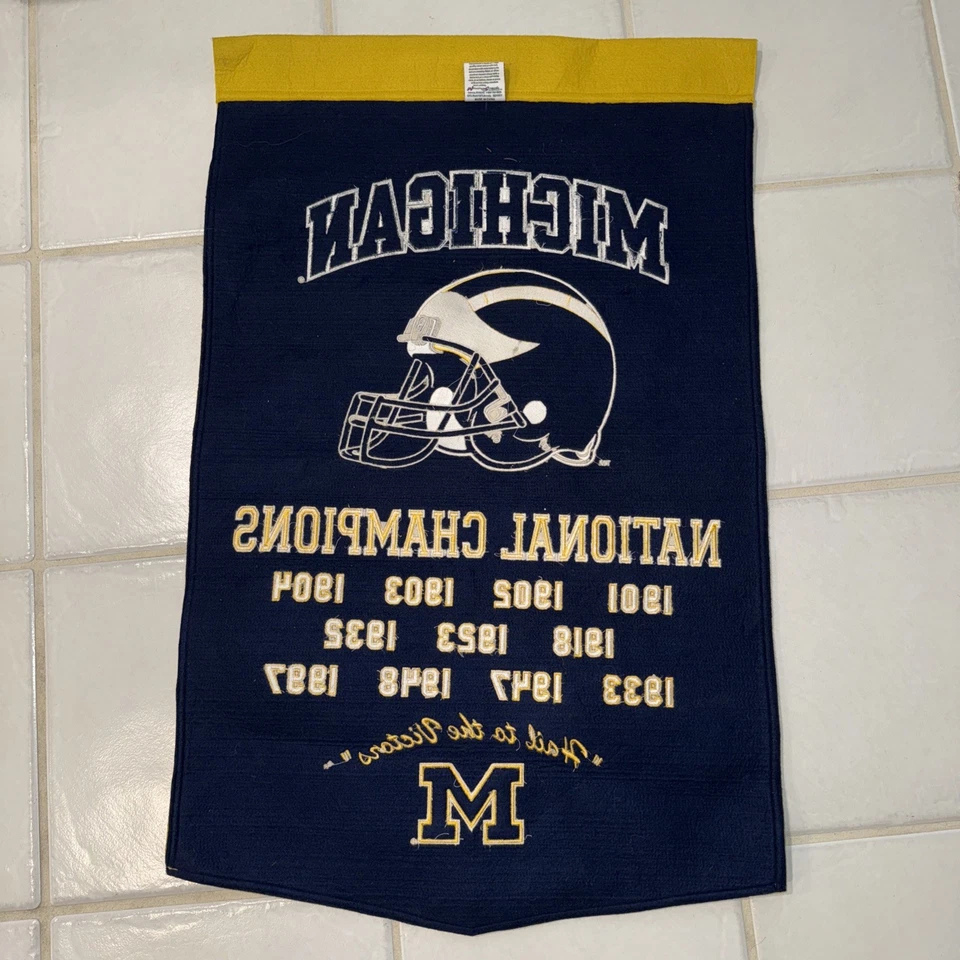 MICHIGAN
NATIONAL CHAMPIONS
1901 1902 1903 1904
1918 1923 1932
1933 1947 1948 1997
"Hail to the Victors"
M